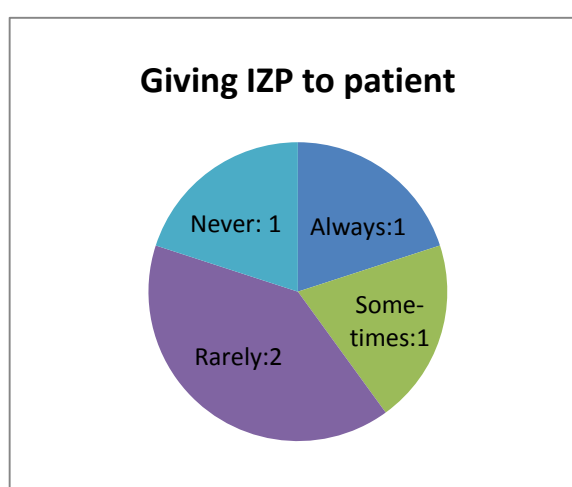 Giving IZP to patient
Never: 1
Always:1
Some-
times:1
Rarely:2